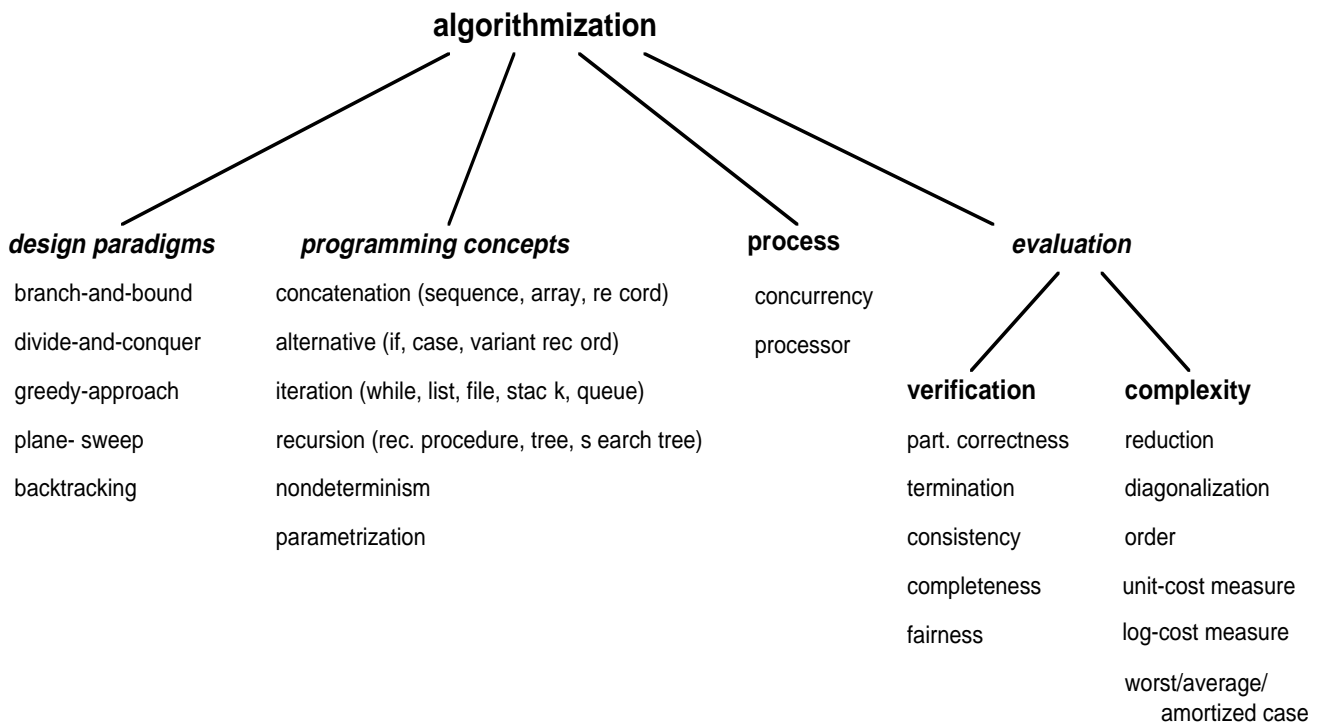 algorithmization
design paradigms
branch-and-bound
divide-and-conquer
greedy-approach
plane- sweep
backtracking
programming concepts
concatenation (sequence, array, re cord)
alternative (if, case, variant rec ord)
iteration (while, list, file, stac k, queue)
recursion (rec. procedure, tree, s earch tree)
nondeterminism
parametrization
process
concurrency
processor
evaluation
verification
part. correctness
termination
consistency
completeness
fairness
complexity
reduction
diagonalization
order
unit-cost measure
log-cost measure
worst/average/
amortized case